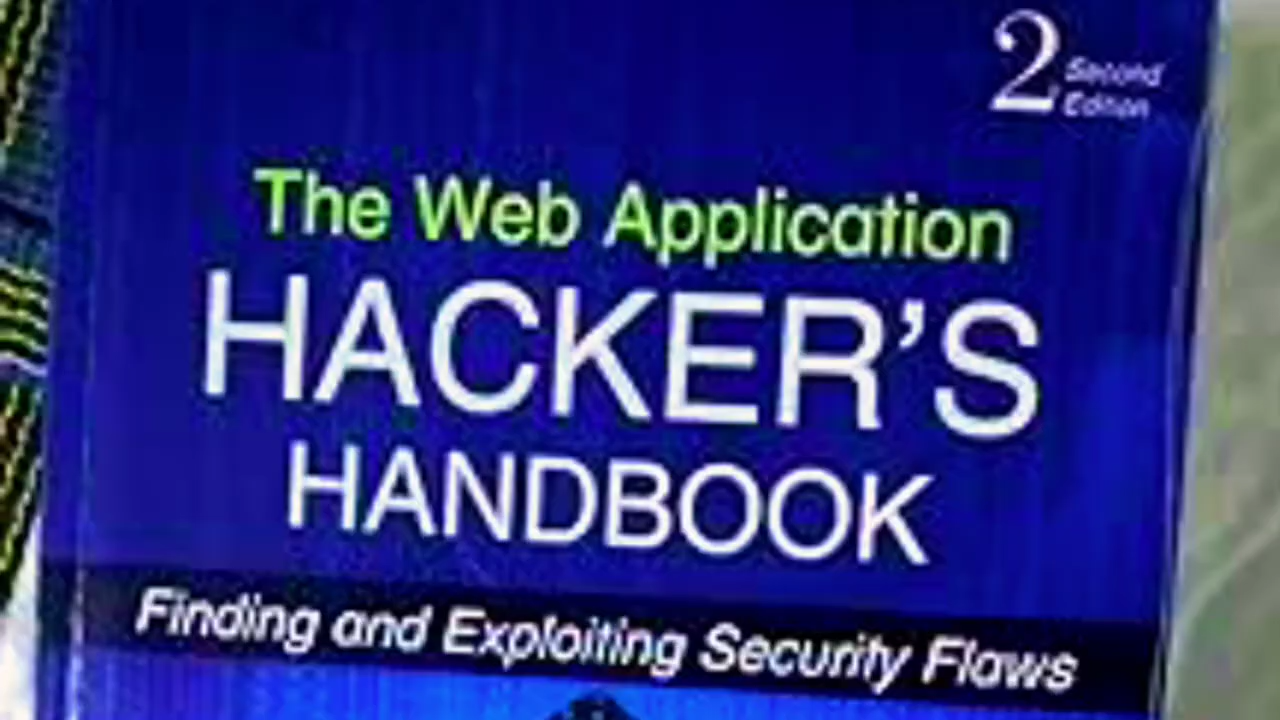 2 Second
Edition
The Web Application
HACKER'S
HANDBOOK
Finding and Exploiting Security Flaws